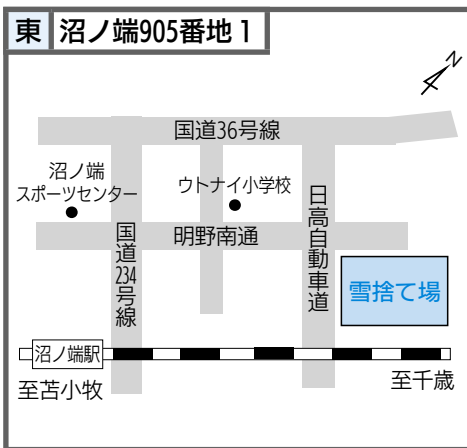 東 沼ノ端905番地1
N
国道36号線
沼ノ端
スポーツセンター
ウトナイ小学校
明野南通
国道234号線
日高自動車道
雪捨て場
沼ノ端駅
至苫小牧
至千歳